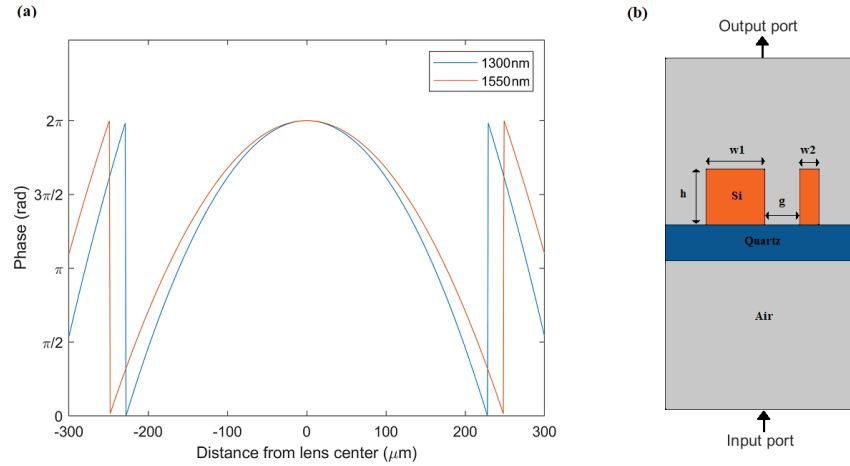 (a)
1300nm
1550nm
2π
3π/2
π
π/2
0
Phase (rad)
-300 -200 -100 0 100 200 300
Distance from lens center (μm)
(b)
Output port
w1 w2
h Si g
Quartz
Air
Input port